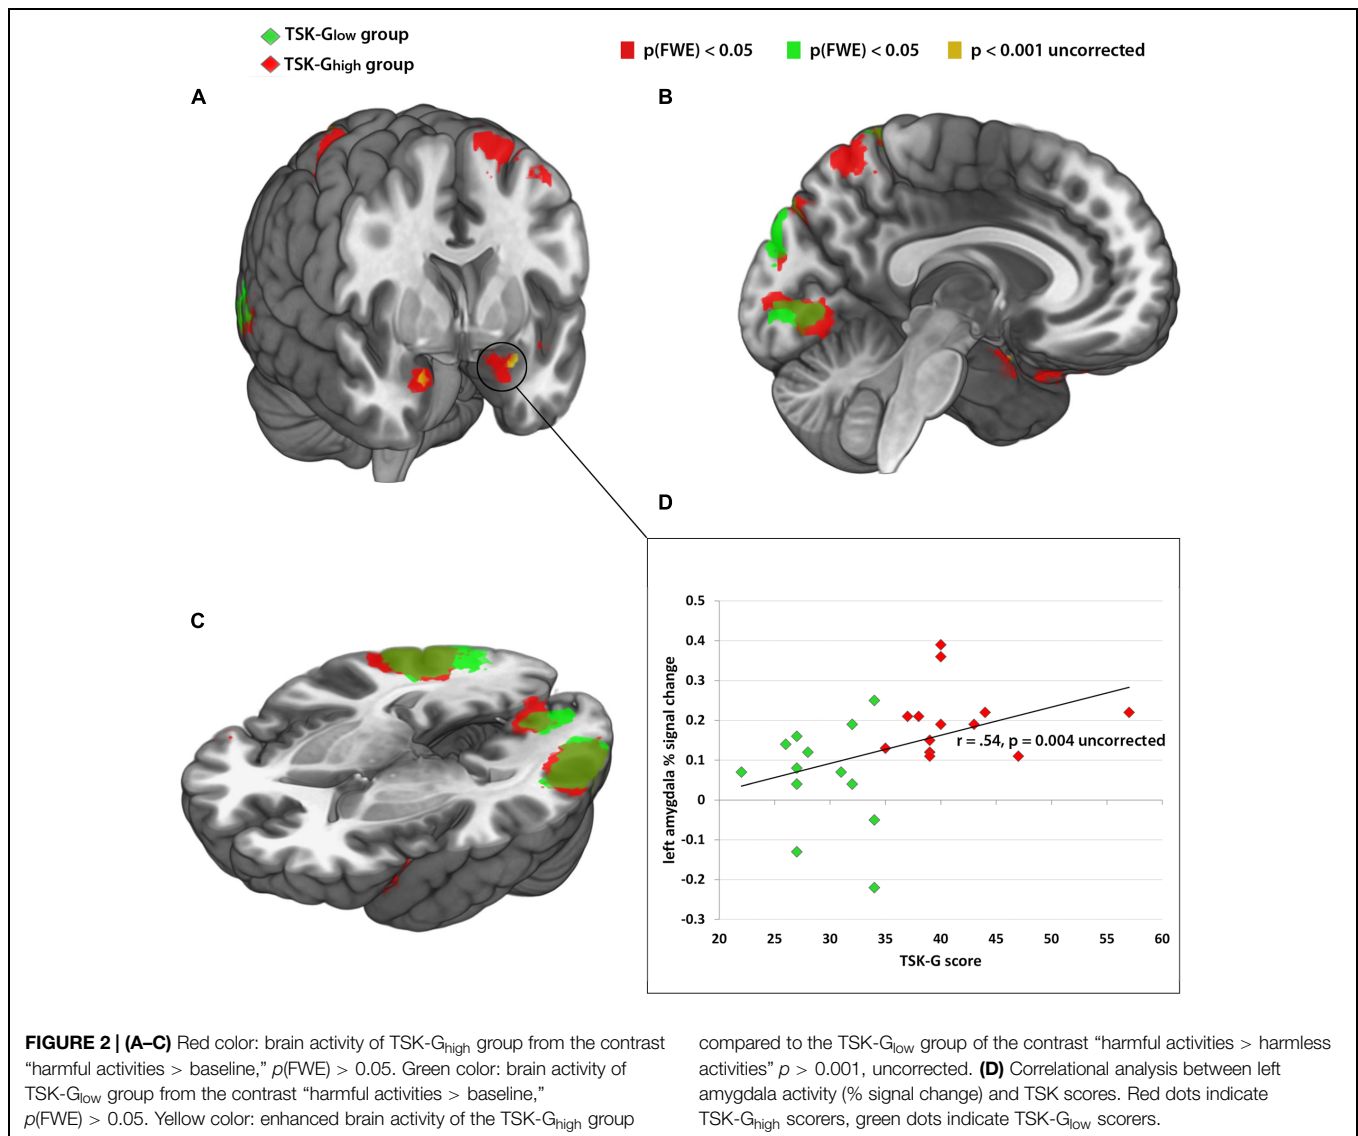 TSK-Glow group
TSK-Ghigh group
p(FWE) < 0.05 p(FWE) < 0.05 p < 0.001 uncorrected
A
B
C
D
0.5
0.4
0.3
0.2
0.1
0
-0.1
-0.2
-0.3
left amygdala % signal change
r = .54, p = 0.004 uncorrected
20 25 30 35 40 45 50 55 60
TSK-G score
FIGURE 2 | (A–C) Red color: brain activity of TSK-Ghigh group from the contrast
“harmful activities > baseline,” p(FWE) > 0.05. Green color: brain activity of
TSK-Glow group from the contrast “harmful activities > baseline,”
p(FWE) > 0.05. Yellow color: enhanced brain activity of the TSK-Ghigh group
compared to the TSK-Glow group of the contrast “harmful activities > harmless
activities” p > 0.001, uncorrected. (D) Correlational analysis between left
amygdala activity (% signal change) and TSK scores. Red dots indicate
TSK-Ghigh scorers, green dots indicate TSK-Glow scorers.